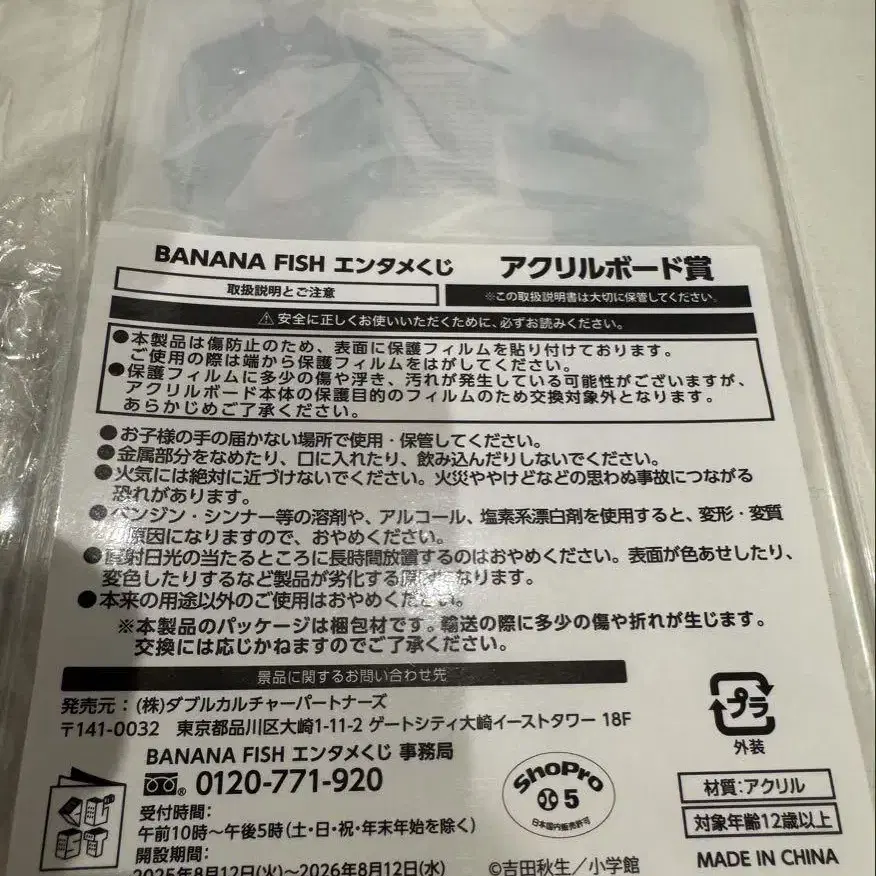 BANANA FISH エンタメくじ アクリルボード賞
取扱説明とご注意 ※この取扱説明書は大切に保管してください。
⚠安全に正しくお使いいただくために、必ずお読みください。
●本製品は傷防止のため、表面に保護フィルムを貼り付けております。
ご使用の際は端から保護フィルムをはがしてください。
●保護フィルムに多少の傷や浮き、汚れが発生している可能性がございますが、
アクリルボード本体の保護目的のフィルムのため交換対象外となります。
あらかじめご了承ください。
●お子様の手の届かない場所で使用・保管してください。
●金属部分をなめたり、口に入れたり、飲み込んだりしないでください。
●火気には絶対に近づけないでください。火災ややけどなどの思わぬ事故につながる
恐れがあります。
●ベンジン・シンナー等の溶剤や、アルコール、塩素系漂白剤を使用すると、変形・変質
原因になりますので、おやめください。
●直射日光の当たるところに長時間放置するのはおやめください。表面が色あせしたり、
変色したりするなど製品が劣化する原因になります。
●本来の用途以外のご使用はおやめください。
※本製品のパッケージは梱包材です。輸送の際に多少の傷や折れが生じます。
交換には応じかねますのでご了承ください。
景品に関するお問い合わせ先
発売元：(株)ダブルカルチャーパートナーズ
〒141-0032 東京都品川区大崎1-11-2 ゲートシティ大崎イーストタワー 18F
BANANA FISH エンタメくじ 事務局
0120-771-920
受付時間：
午前10時～午後5時(土・日・祝・年末年始を除く)
開設期間：
2025年8月12日(火)～2026年8月12日(水)
ShoPro
5
日本国内販売許可
©吉田秋生／小学館
プラ
外装
材質：アクリル
対象年齢12歳以上
MADE IN CHINA